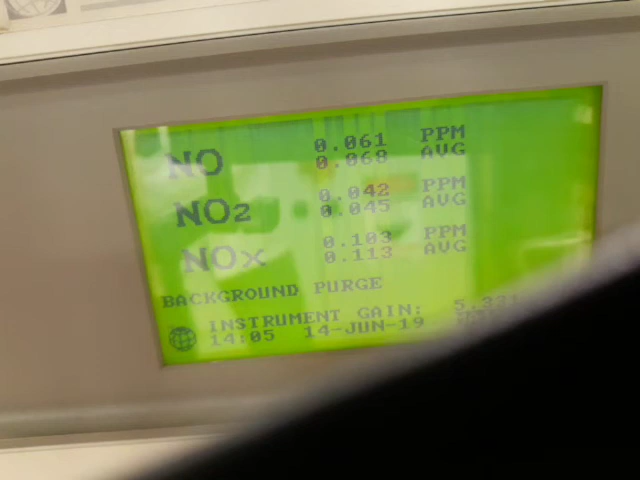 NO 0.061 PPM
0.068 AVG
NO2 0.042 PPM
0.045 AVG
NOx 0.103 PPM
0.113 AVG
BACKGROUND PURGE
INSTRUMENT GAIN:
14:05 14-JUN-19